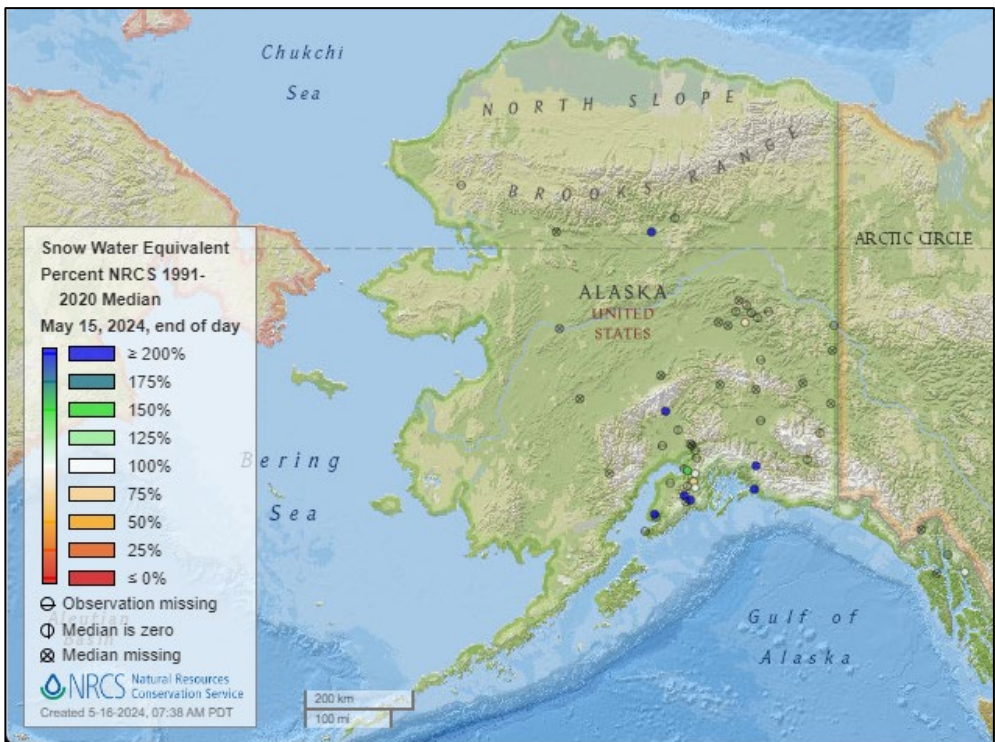 Chukchi
Sea
NORTH SLOPE
BROOKS RANGE
ARCTIC CIRCLE
ALASKA
UNITED
STATES
Bering
Sea
Gulf of
Alaska
Snow Water Equivalent
Percent NRCS 1991-
2020 Median
May 15, 2024, end of day
≥ 200%
175%
150%
125%
100%
75%
50%
25%
≤ 0%
Observation missing
Median is zero
Median missing
Aleutian
Basin
NRCS Natural Resources
Conservation Service
Created 5-16-2024, 07:38 AM PDT
200 km
100 mi